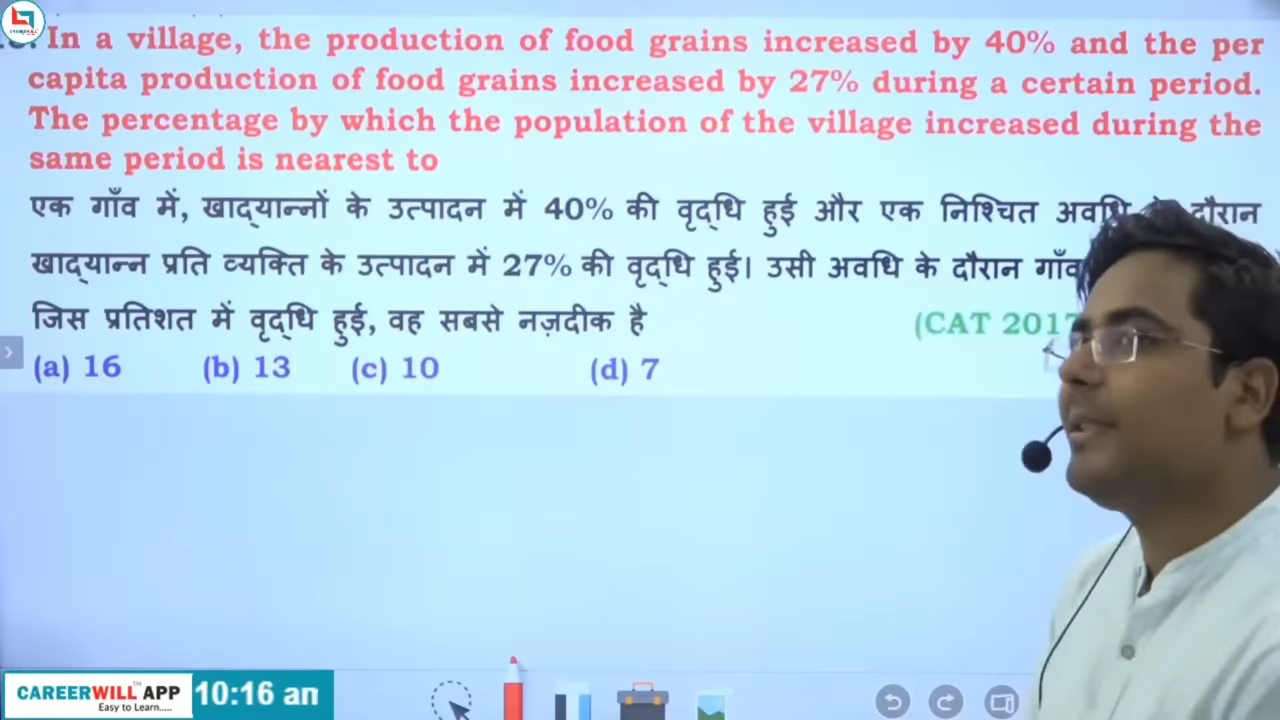 In a village, the production of food grains increased by 40% and the per
capita production of food grains increased by 27% during a certain period.
The percentage by which the population of the village increased during the
same period is nearest to
एक गाँव में, खाद्यान्नों के उत्पादन में 40% की वृद्धि हुई और एक निश्चित अवधि के दौरान
खाद्यान्न प्रति व्यक्ति के उत्पादन में 27% की वृद्धि हुई। उसी अवधि के दौरान गाँव
जिस प्रतिशत में वृद्धि हुई, वह सबसे नज़दीक है
(CAT 2017
(a) 16 (b) 13 (c) 10 (d) 7
CAREERWILL APP
Easy to Learn.....
10:16 an